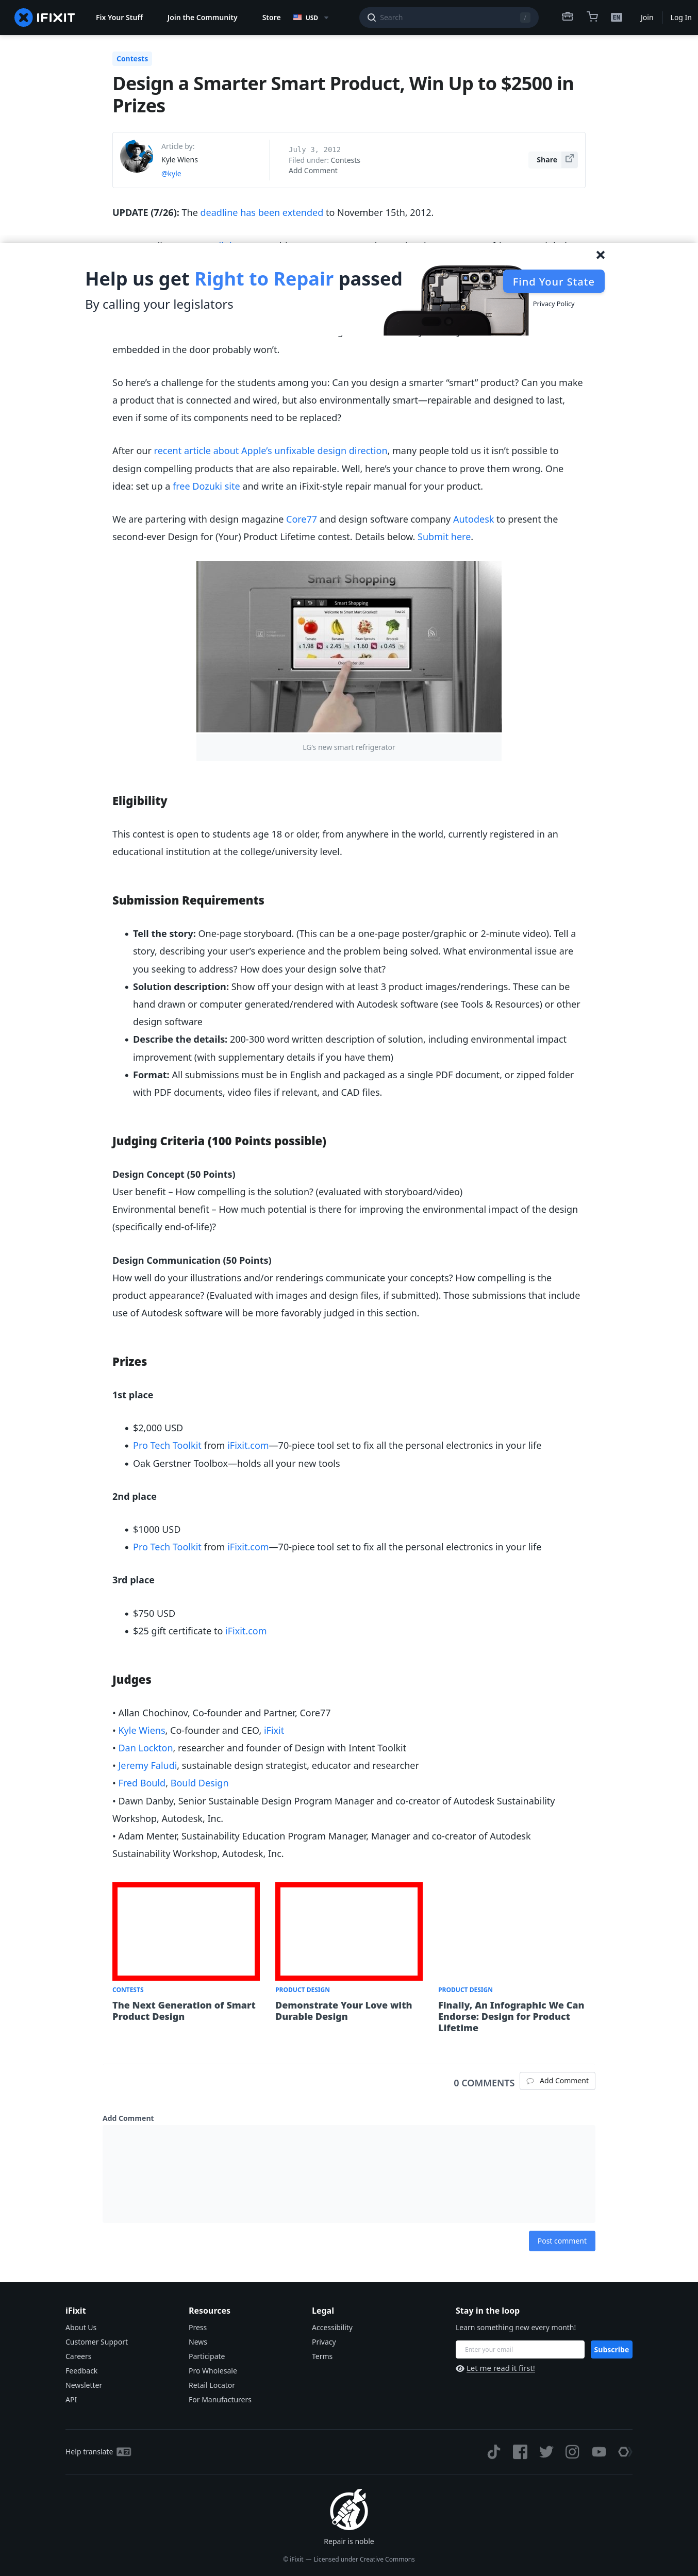 IFIXIT
Fix Your Stuff
Join the Community
Store
USD
Search
/
EN
Join
Log In
Contests
Design a Smarter Smart Product, Win Up to $2500 in
Prizes
Article by:
Kyle Wiens
@kyle
July 3, 2012
Filed under: Contests
Add Comment
Share
UPDATE (7/26): The deadline has been extended to November 15th, 2012.
Help us get Right to Repair passed
By calling your legislators
Find Your State
Privacy Policy
embedded in the door probably won’t.
So here’s a challenge for the students among you: Can you design a smarter “smart” product? Can you make
a product that is connected and wired, but also environmentally smart—repairable and designed to last,
even if some of its components need to be replaced?
After our recent article about Apple’s unfixable design direction, many people told us it isn’t possible to
design compelling products that are also repairable. Well, here’s your chance to prove them wrong. One
idea: set up a free Dozuki site and write an iFixit-style repair manual for your product.
We are partering with design magazine Core77 and design software company Autodesk to present the
second-ever Design for (Your) Product Lifetime contest. Details below. Submit here.
Smart Shopping
Smart Shopping
LG’s new smart refrigerator
Eligibility
This contest is open to students age 18 or older, from anywhere in the world, currently registered in an
educational institution at the college/university level.
Submission Requirements
• Tell the story: One-page storyboard. (This can be a one-page poster/graphic or 2-minute video). Tell a
story, describing your user’s experience and the problem being solved. What environmental issue are
you seeking to address? How does your design solve that?
• Solution description: Show off your design with at least 3 product images/renderings. These can be
hand drawn or computer generated/rendered with Autodesk software (see Tools & Resources) or other
design software
• Describe the details: 200-300 word written description of solution, including environmental impact
improvement (with supplementary details if you have them)
• Format: All submissions must be in English and packaged as a single PDF document, or zipped folder
with PDF documents, video files if relevant, and CAD files.
Judging Criteria (100 Points possible)
Design Concept (50 Points)
User benefit – How compelling is the solution? (evaluated with storyboard/video)
Environmental benefit – How much potential is there for improving the environmental impact of the design
(specifically end-of-life)?
Design Communication (50 Points)
How well do your illustrations and/or renderings communicate your concepts? How compelling is the
product appearance? (Evaluated with images and design files, if submitted). Those submissions that include
use of Autodesk software will be more favorably judged in this section.
Prizes
1st place
• $2,000 USD
• Pro Tech Toolkit from iFixit.com—70-piece tool set to fix all the personal electronics in your life
• Oak Gerstner Toolbox—holds all your new tools
2nd place
• $1000 USD
• Pro Tech Toolkit from iFixit.com—70-piece tool set to fix all the personal electronics in your life
3rd place
• $750 USD
• $25 gift certificate to iFixit.com
Judges
• Allan Chochinov, Co-founder and Partner, Core77
• Kyle Wiens, Co-founder and CEO, iFixit
• Dan Lockton, researcher and founder of Design with Intent Toolkit
• Jeremy Faludi, sustainable design strategist, educator and researcher
• Fred Bould, Bould Design
• Dawn Danby, Senior Sustainable Design Program Manager and co-creator of Autodesk Sustainability
Workshop, Autodesk, Inc.
• Adam Menter, Sustainability Education Program Manager, Manager and co-creator of Autodesk
Sustainability Workshop, Autodesk, Inc.
CONTESTS
The Next Generation of Smart
Product Design
PRODUCT DESIGN
Demonstrate Your Love with
Durable Design
PRODUCT DESIGN
Finally, An Infographic We Can
Endorse: Design for Product
Lifetime
0 COMMENTS
Add Comment
Add Comment
Post comment
iFixit
About Us
Customer Support
Careers
Feedback
Newsletter
API
Resources
Press
News
Participate
Pro Wholesale
Retail Locator
For Manufacturers
Legal
Accessibility
Privacy
Terms
Stay in the loop
Learn something new every month!
Enter your email
Subscribe
Let me read it first!
Help translate
Repair is noble
© iFixit — Licensed under Creative Commons